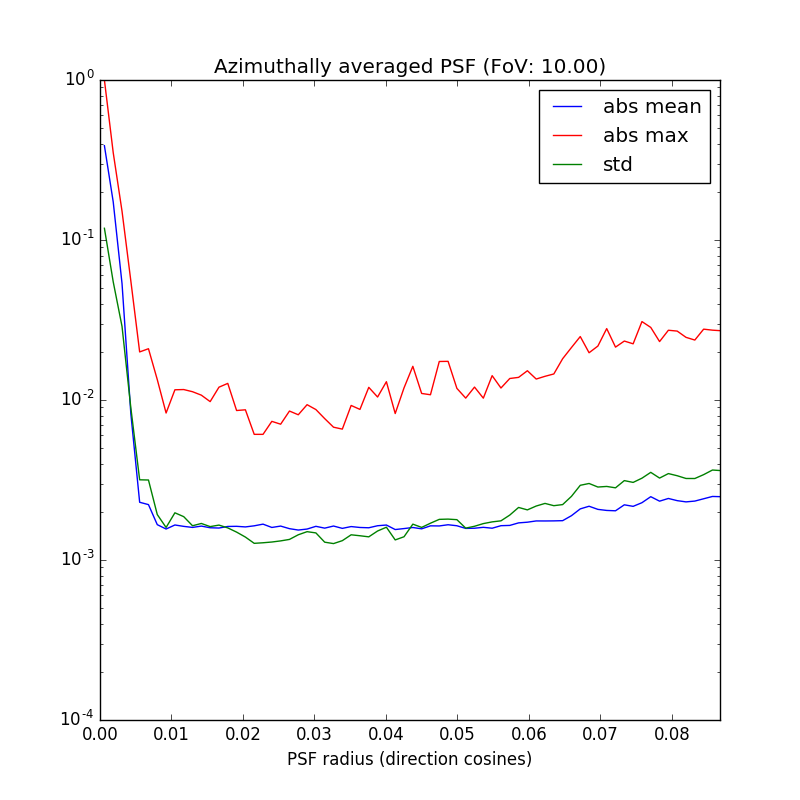 Azimuthally averaged PSF (FoV: 10.00)
abs mean
abs max
std
10^0
10^-1
10^-2
10^-3
10^-4
0.00 0.01 0.02 0.03 0.04 0.05 0.06 0.07 0.08
PSF radius (direction cosines)